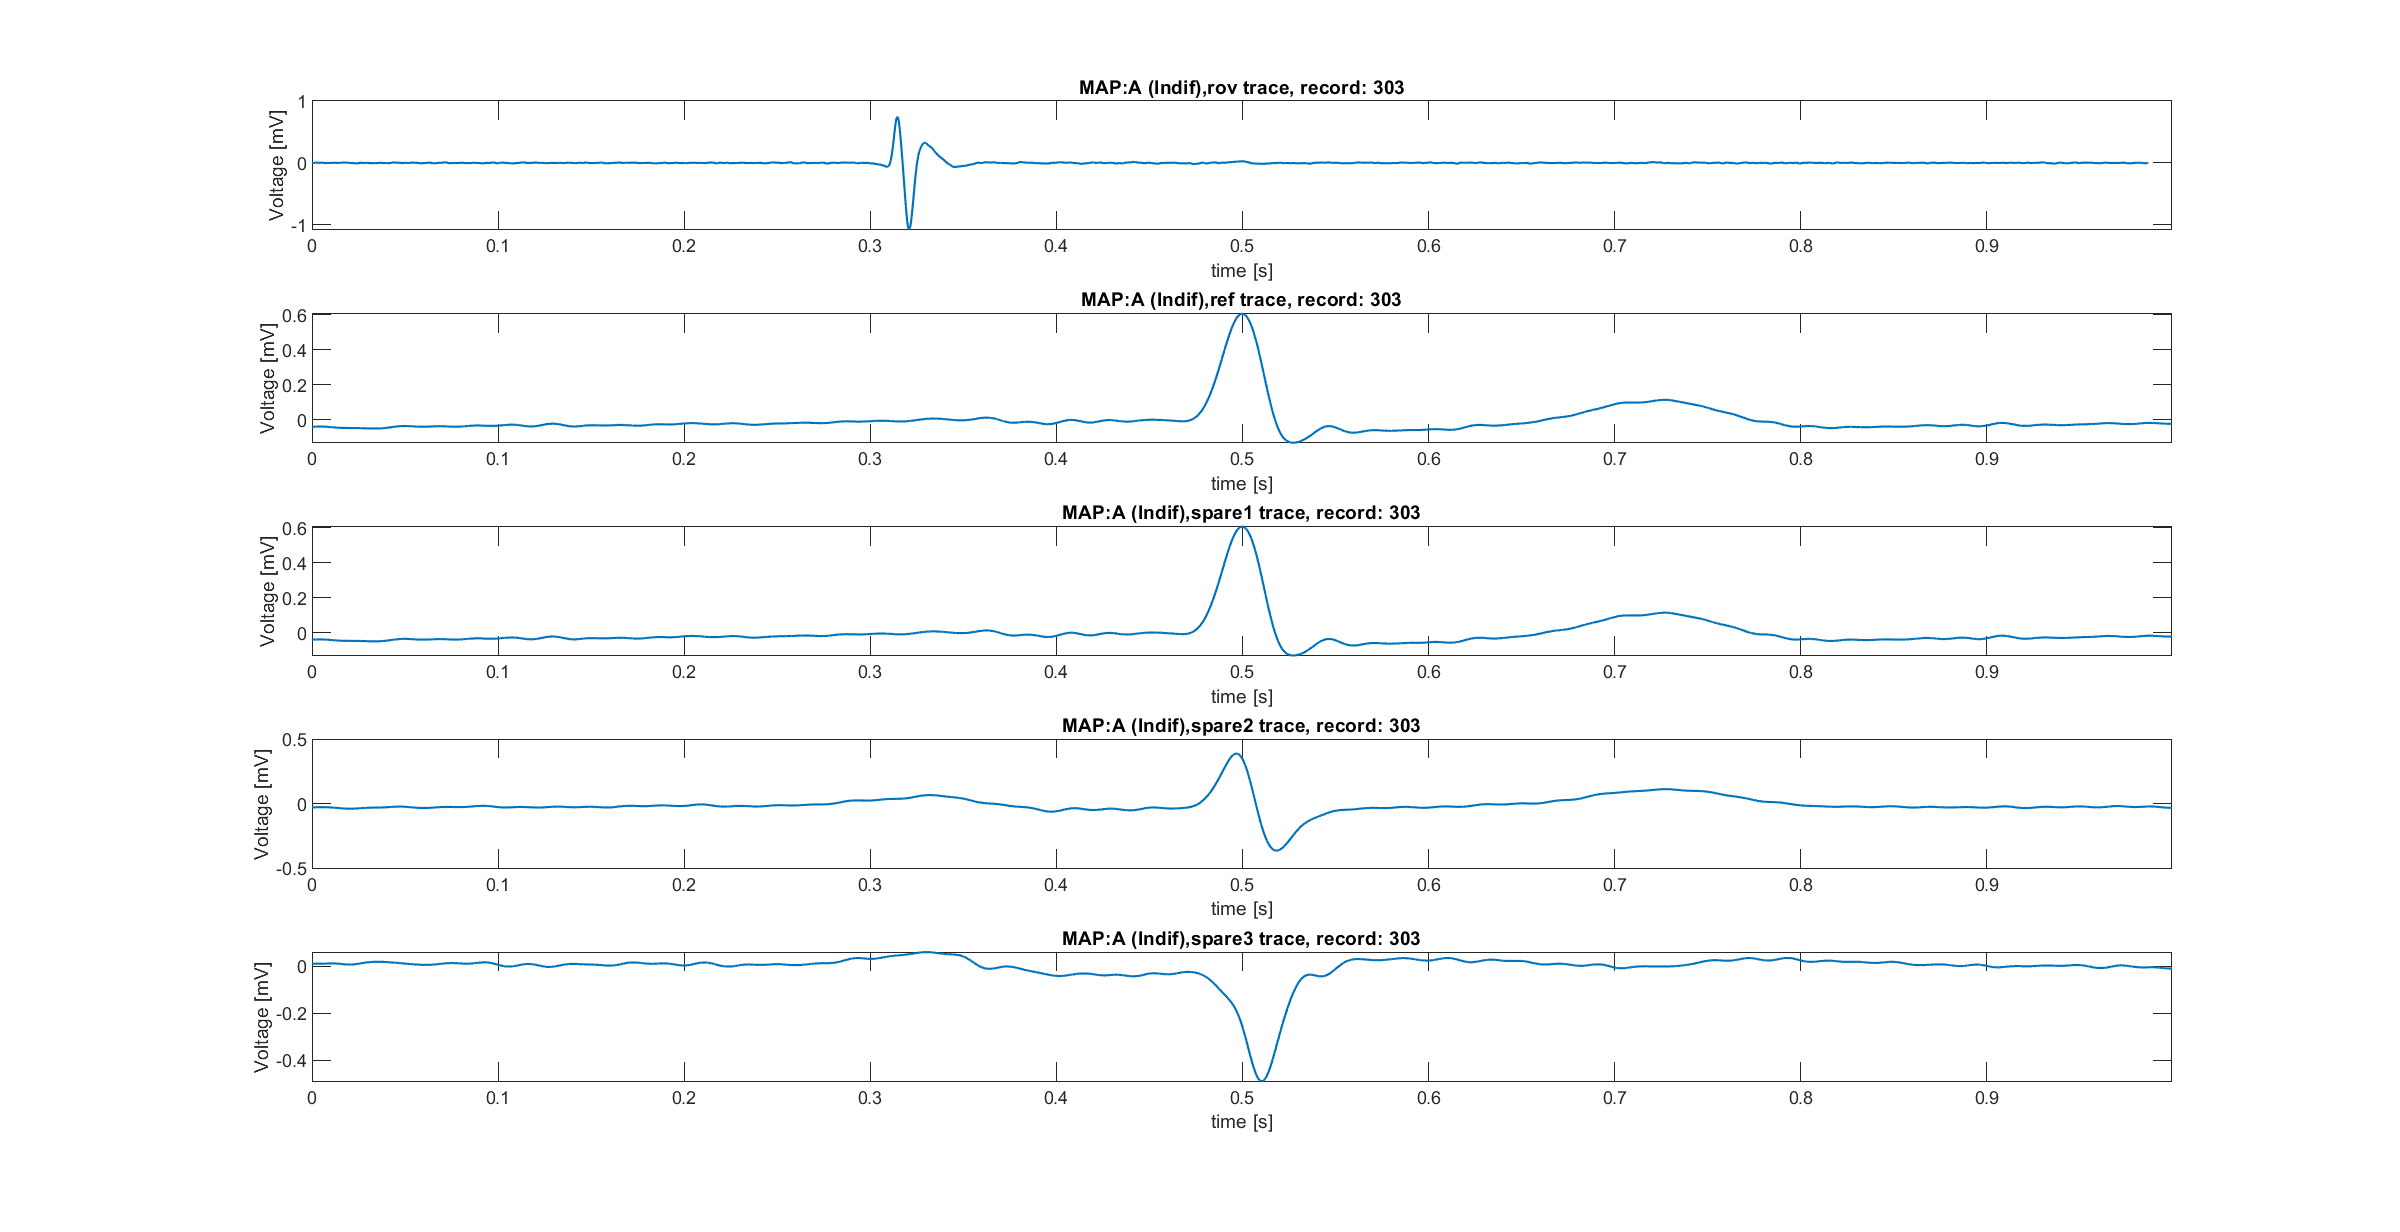 MAP:A (Indif),rov trace, record: 303
Voltage [mV]
1
0
-1
0 0.1 0.2 0.3 0.4 0.5 0.6 0.7 0.8 0.9
time [s]
MAP:A (Indif),ref trace, record: 303
Voltage [mV]
0.6
0.4
0.2
0
0 0.1 0.2 0.3 0.4 0.5 0.6 0.7 0.8 0.9
time [s]
MAP:A (Indif),spare1 trace, record: 303
Voltage [mV]
0.6
0.4
0.2
0
0 0.1 0.2 0.3 0.4 0.5 0.6 0.7 0.8 0.9
time [s]
MAP:A (Indif),spare2 trace, record: 303
Voltage [mV]
0.5
0
-0.5
0 0.1 0.2 0.3 0.4 0.5 0.6 0.7 0.8 0.9
time [s]
MAP:A (Indif),spare3 trace, record: 303
Voltage [mV]
0
-0.2
-0.4
0 0.1 0.2 0.3 0.4 0.5 0.6 0.7 0.8 0.9
time [s]